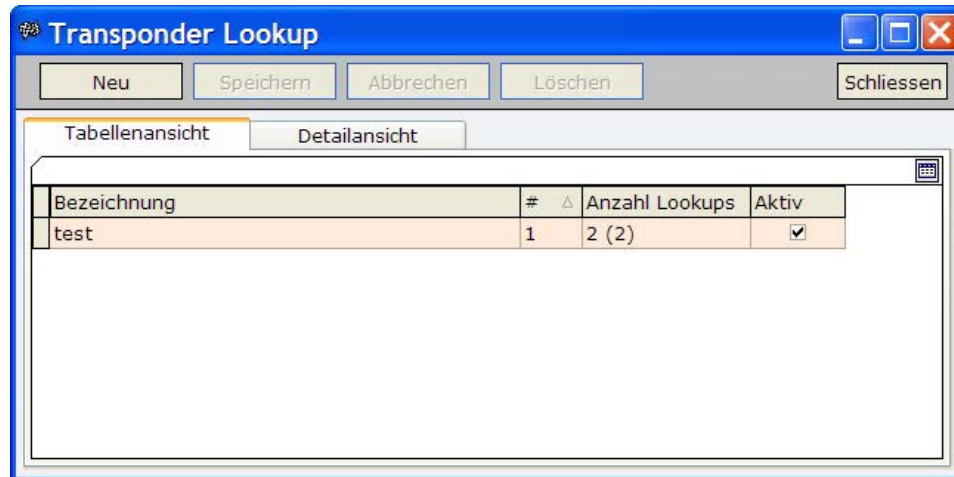 Transponder Lookup
Neu Speichern Abbrechen Löschen Schliessen
Tabellenansicht Detailansicht
Bezeichnung # Anzahl Lookups Aktiv
test 1 2 (2)